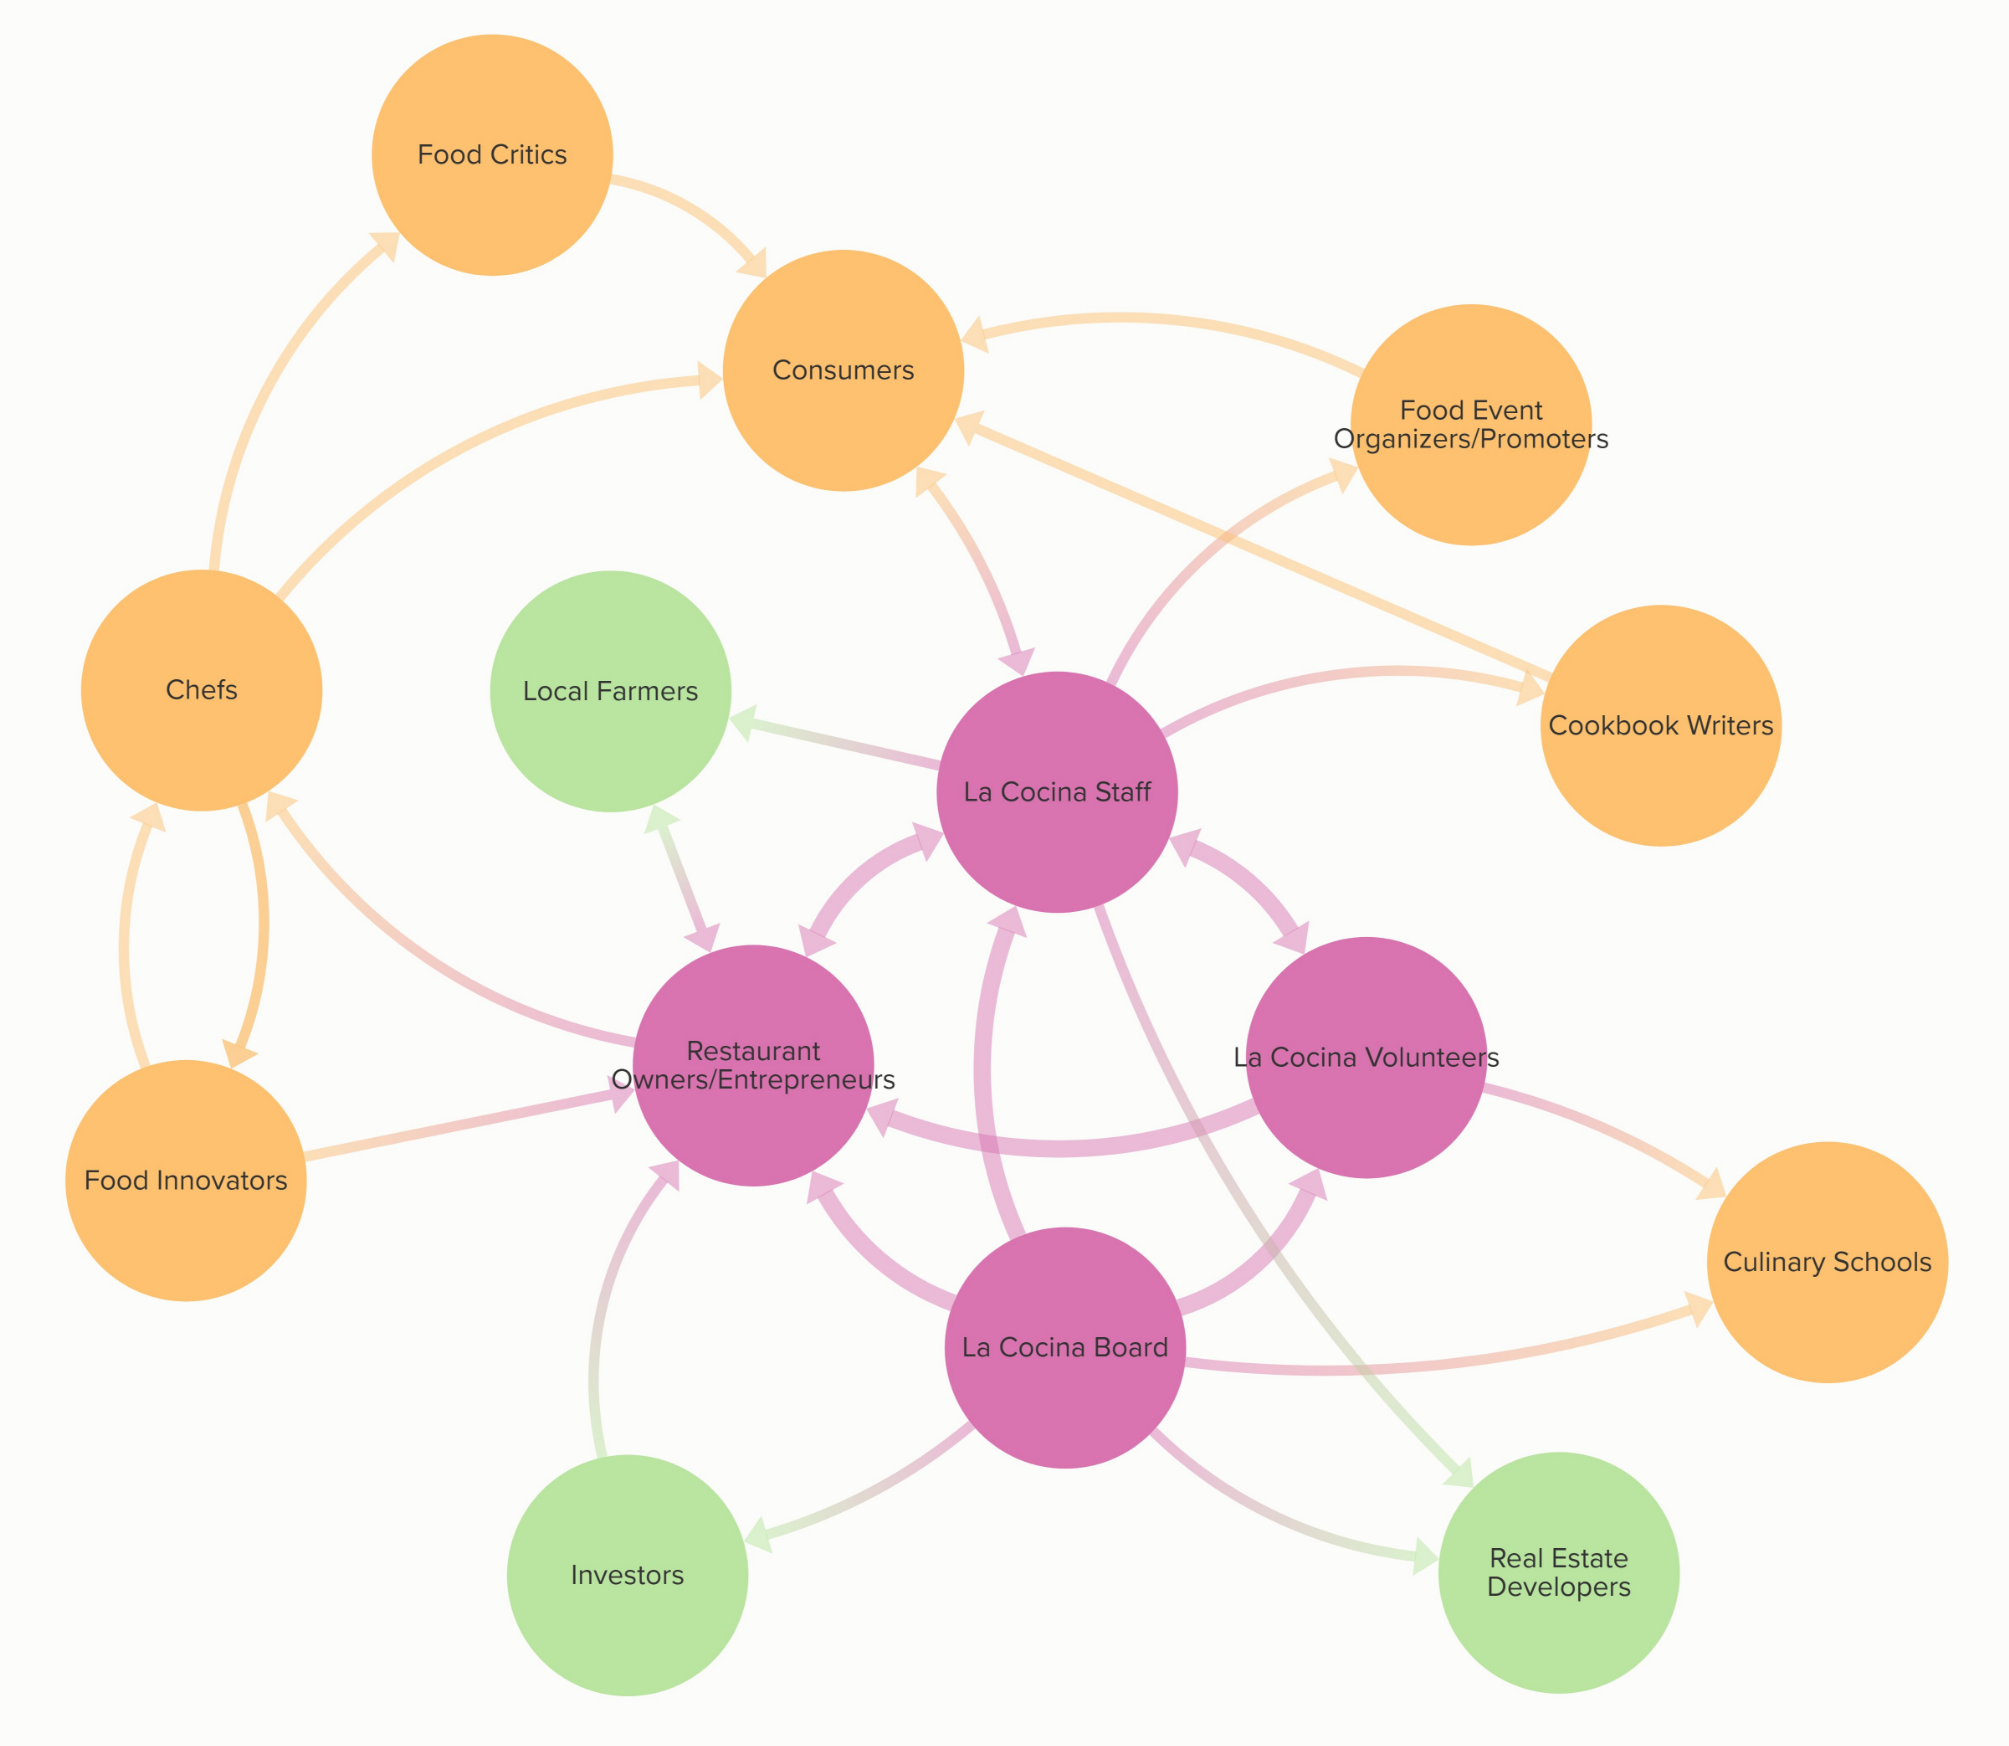 Food Critics
Consumers
Food Event
Organizers/Promoters
Chefs
Local Farmers
Cookbook Writers
La Cocina Staff
Restaurant
Owners/Entrepreneurs
La Cocina Volunteers
Food Innovators
Culinary Schools
La Cocina Board
Investors
Real Estate
Developers